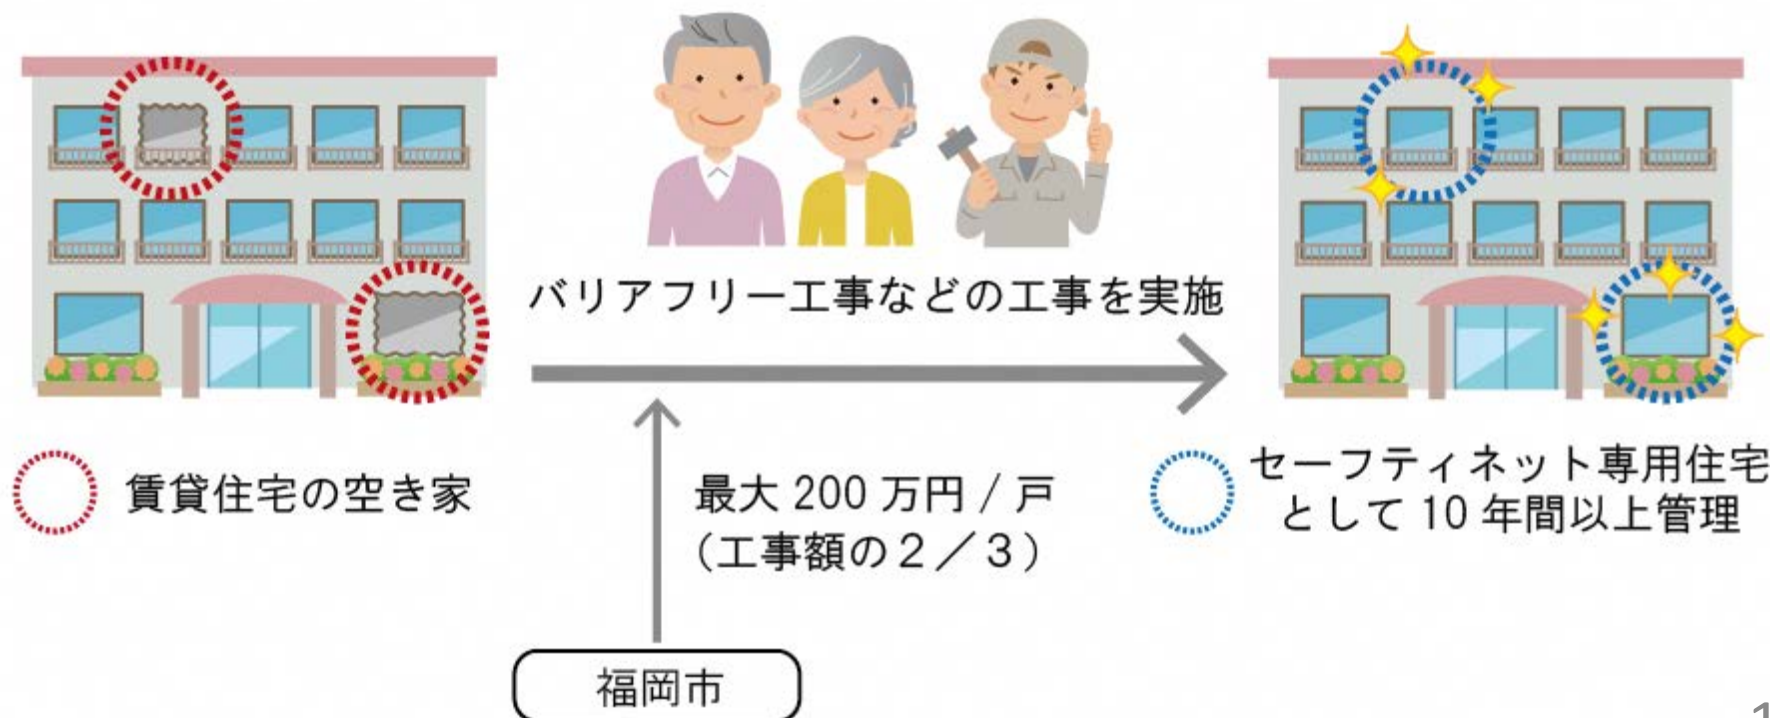 バリアフリー工事などの工事を実施
賃貸住宅の空き家
最大 200 万円 / 戸
（工事額の２／３）
セーフティネット専用住宅
として 10 年間以上管理
福岡市